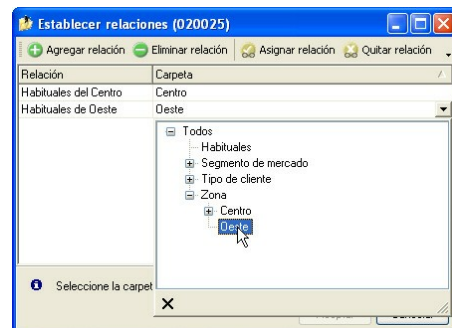 Establecer relaciones (020025)
Agregar relación Eliminar relación Asignar relación Quitar relación
Relación Carpeta
Habituales del Centro Centro
Habituales de Oeste Oeste
Todos
Habituales
Segmento de mercado
Tipo de cliente
Zona
Centro
Oeste
Seleccione la carpet